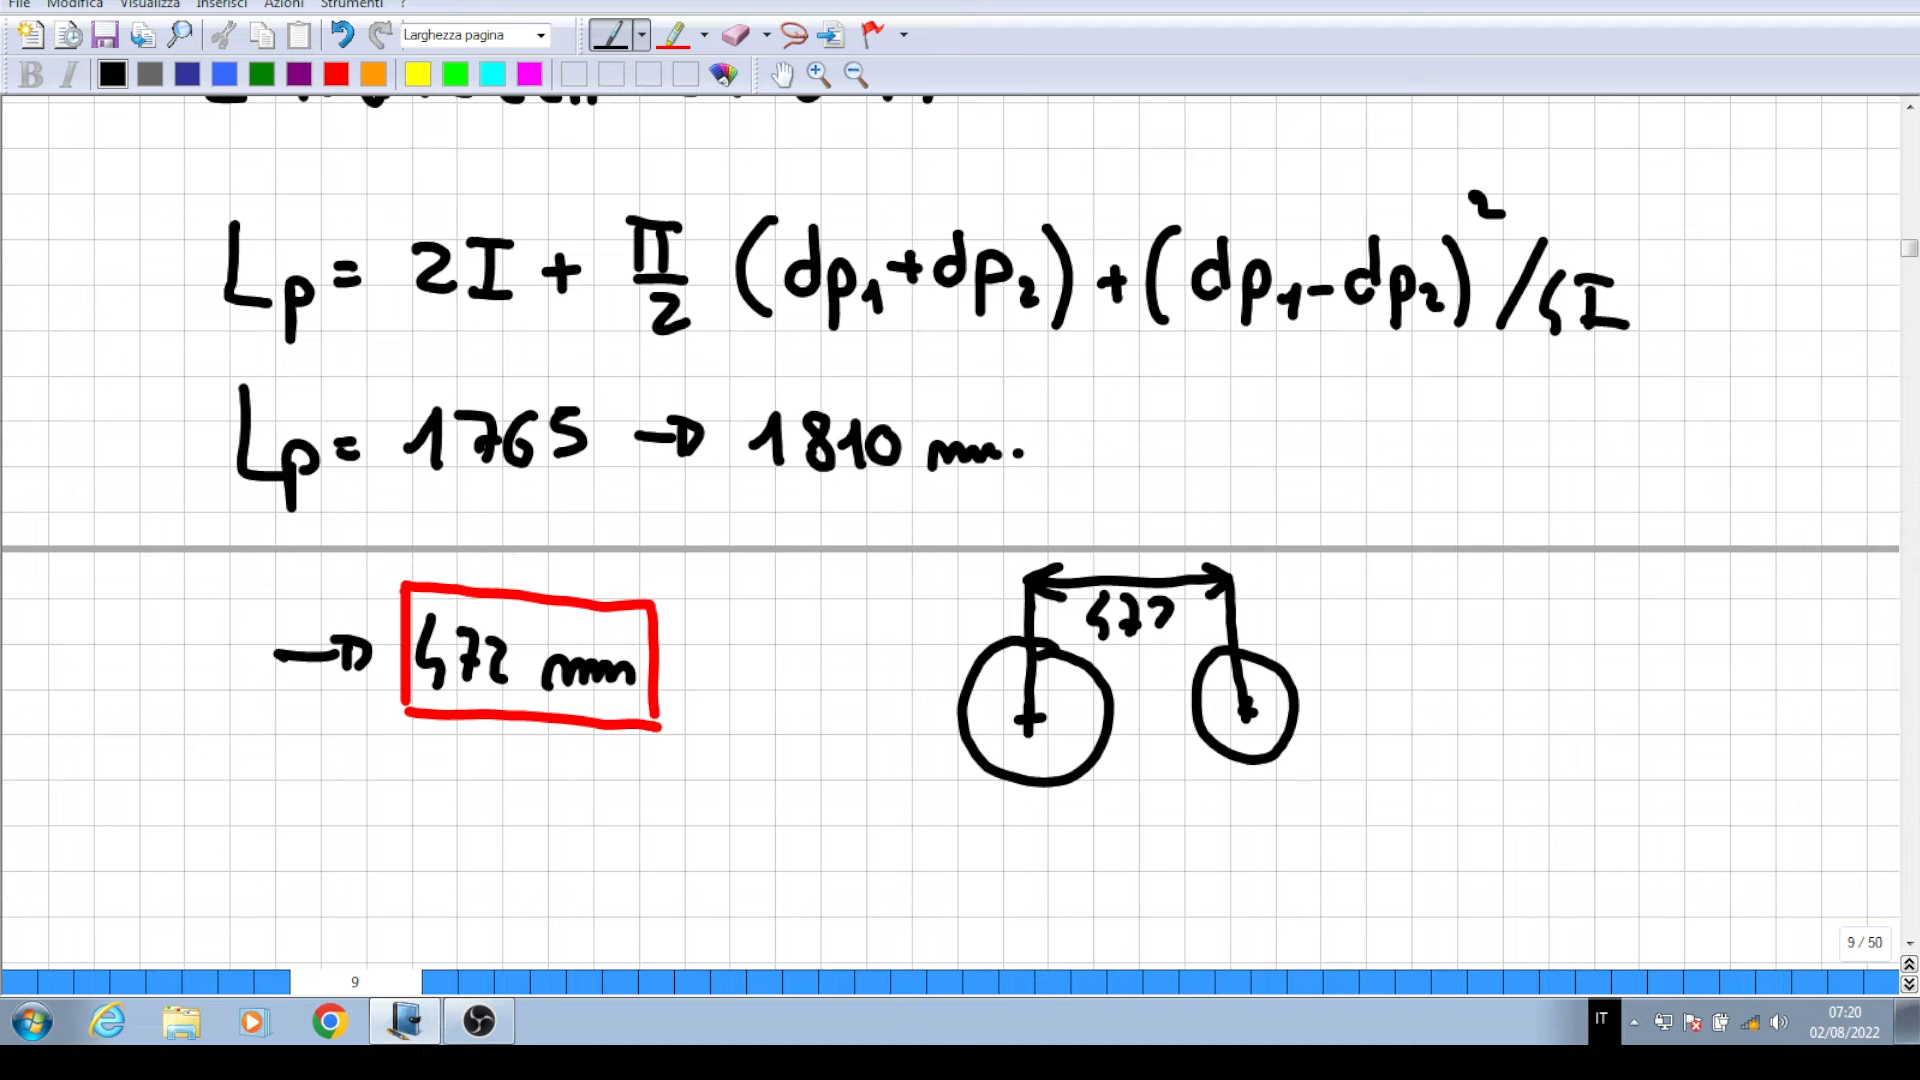 File Modifica Visualizza Inserisci Azioni Strumenti ?
Larghezza pagina
B I
Lp = 2I + π/2 (dp1+dp2) + (dp1-dp2)²/4I
Lp = 1765 → 1810 mm.
→ 472 mm
472
9 / 50
9
IT
07:20
02/08/2022